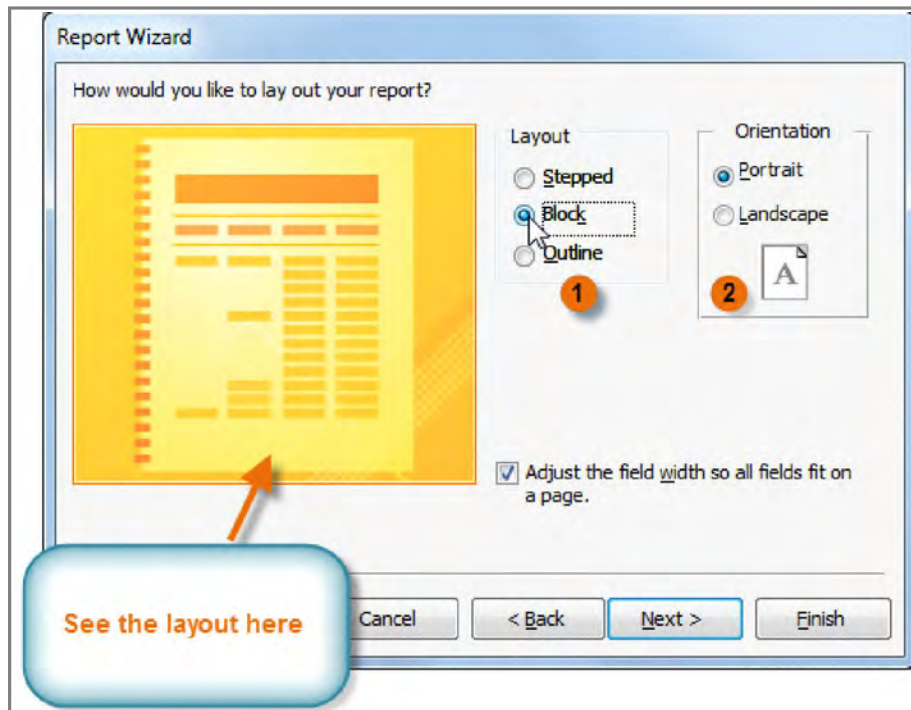 Report Wizard
How would you like to lay out your report?
Layout
Stepped
Block
Outline
1
Orientation
Portrait
Landscape
A
2
Adjust the field width so all fields fit on
a page.
See the layout here
Cancel
< Back
Next >
Finish